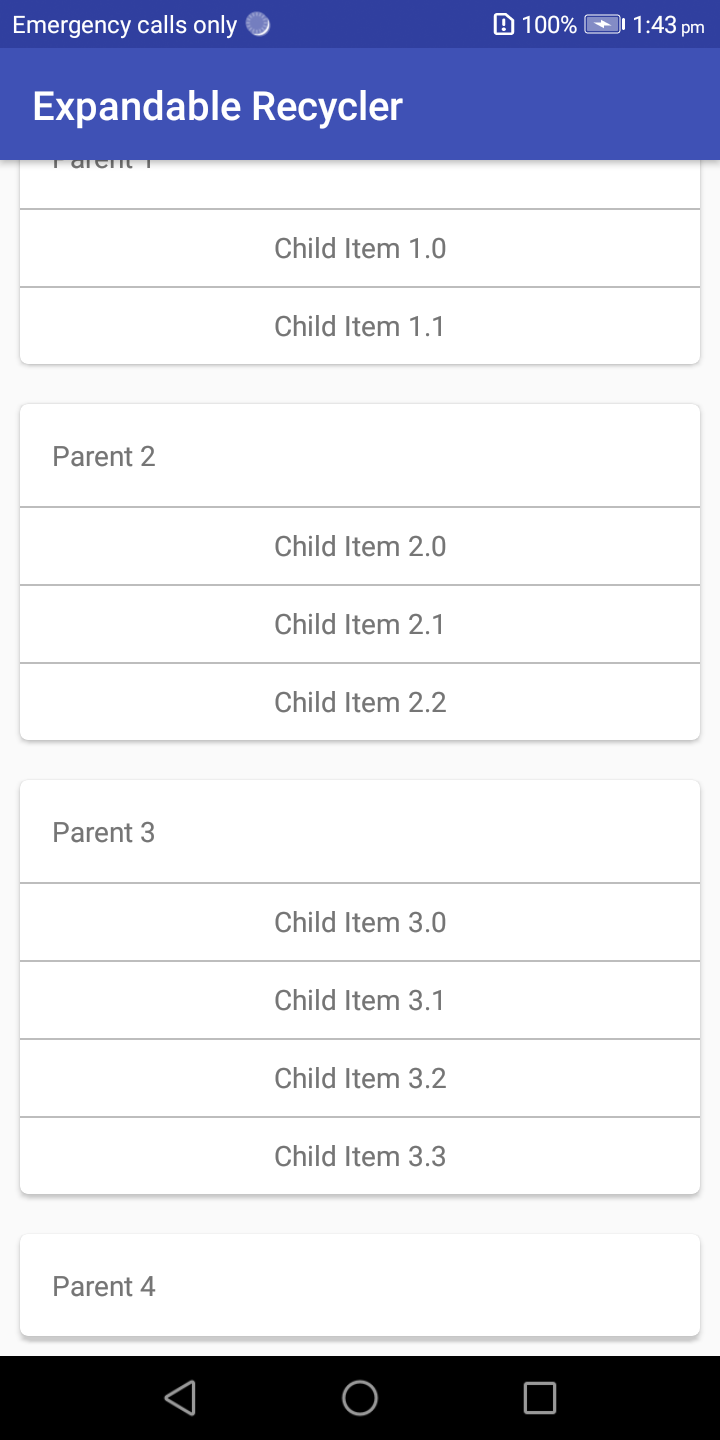 Emergency calls only 100% 1:43 pm
Expandable Recycler
Parent 1
Child Item 1.0
Child Item 1.1
Parent 2
Child Item 2.0
Child Item 2.1
Child Item 2.2
Parent 3
Child Item 3.0
Child Item 3.1
Child Item 3.2
Child Item 3.3
Parent 4